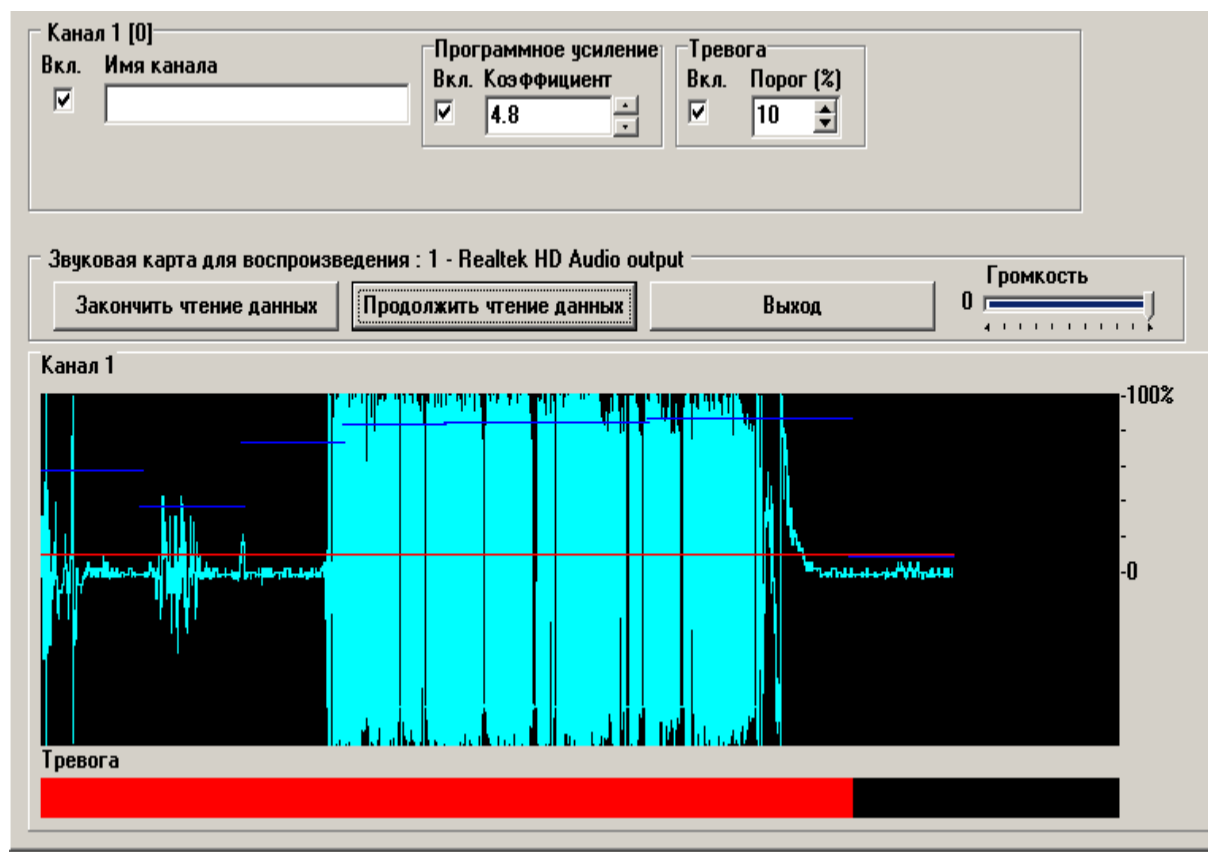 Канал 1 [0]
Вкл. Имя канала
Программное усиление
Вкл. Коэффициент
4.8
Тревога
Вкл. Порог (%)
10
Звуковая карта для воспроизведения : 1 - Realtek HD Audio output
Закончить чтение данных
Продолжить чтение данных
Выход
Громкость
0
Канал 1
-100%
-0
Тревога